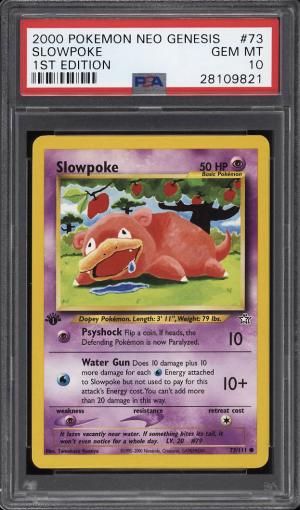 2000 POKEMON NEO GENESIS #73
SLOWPOKE GEM MT
1ST EDITION PSA 10
28109821
Slowpoke 50 HP
Basic Pokémon
Dopey Pokémon. Length: 3' 11", Weight: 79 lbs.
Psyshock Flip a coin. If heads, the
Defending Pokémon is now Paralyzed.
10
Water Gun Does 10 damage plus 10
more damage for each Energy attached
to Slowpoke but not used to pay for this
attack's Energy cost. You can't add more
than 20 damage in this way.
10+
weakness resistance retreat cost
It lazes vacantly near water. If something bites its tail, it
won't even notice for a whole day. LV. 20 #79
73/111